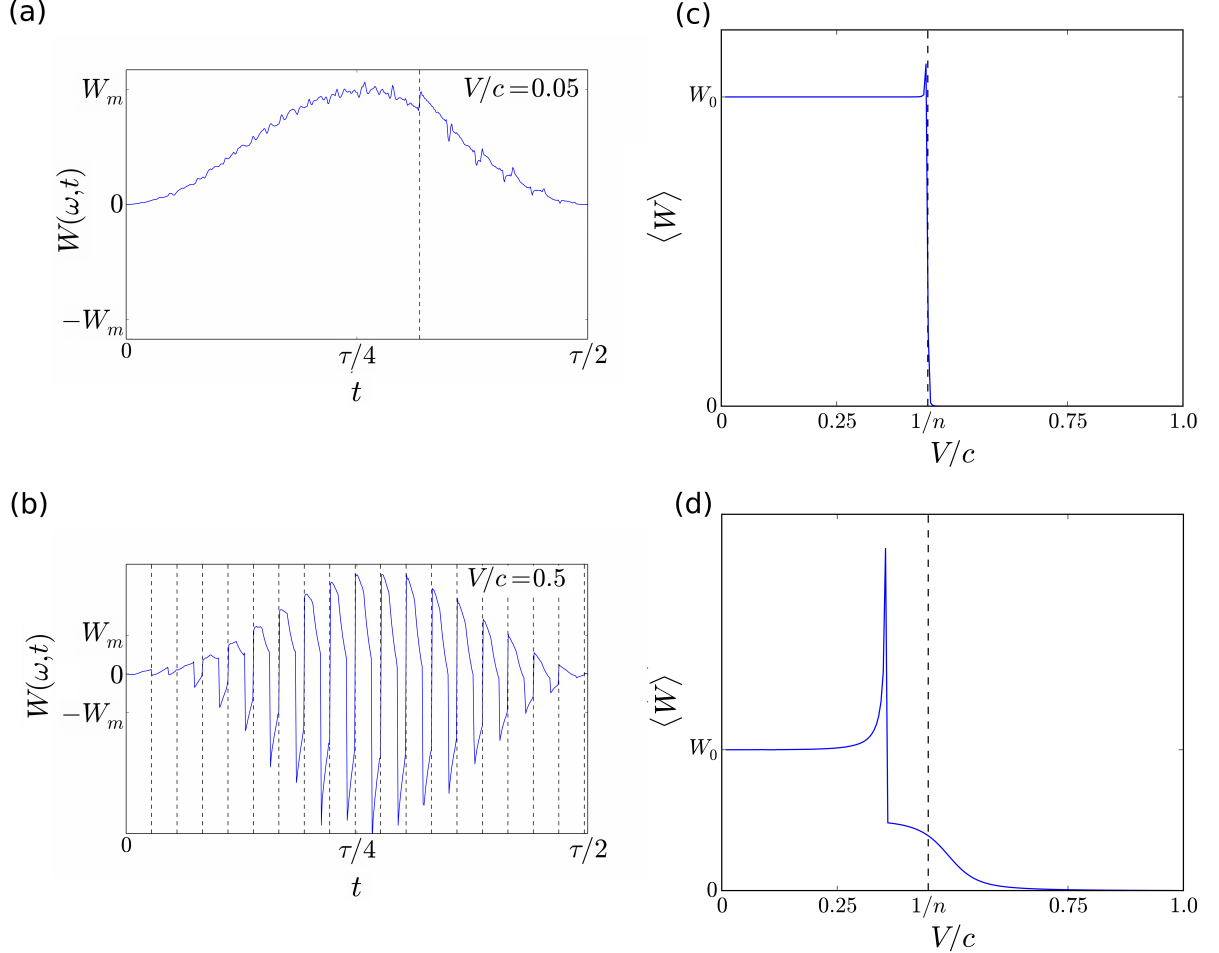 (a)
V/c=0.05
W_m
0
−W_m
W(ω,t)
0
τ/4
τ/2
t
(b)
V/c=0.5
W_m
0
−W_m
W(ω,t)
0
τ/4
τ/2
t
(c)
W_0
0
⟨W⟩
0
0.25
1/n
0.75
1.0
V/c
(d)
W_0
0
⟨W⟩
0
0.25
1/n
0.75
1.0
V/c